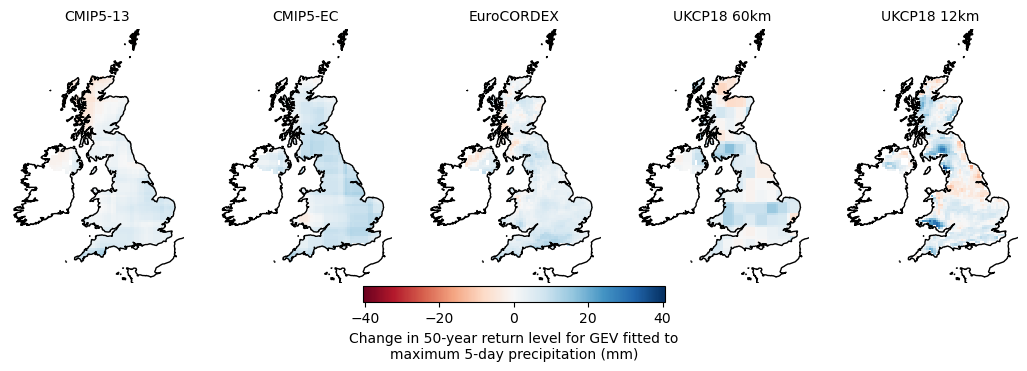 CMIP5-13 CMIP5-EC EuroCORDEX UKCP18 60km UKCP18 12km
−40 −20 0 20 40
Change in 50-year return level for GEV fitted to
maximum 5-day precipitation (mm)